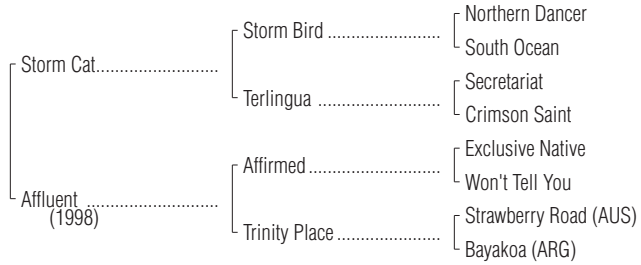 Northern Dancer
Storm Bird ....................
South Ocean
Storm Cat.......................
Secretariat
Terlingua ......................
Crimson Saint
Exclusive Native
Affirmed ........................
Won't Tell You
Affluent .........................
(1998)
Strawberry Road (AUS)
Trinity Place ...................
Bayakoa (ARG)